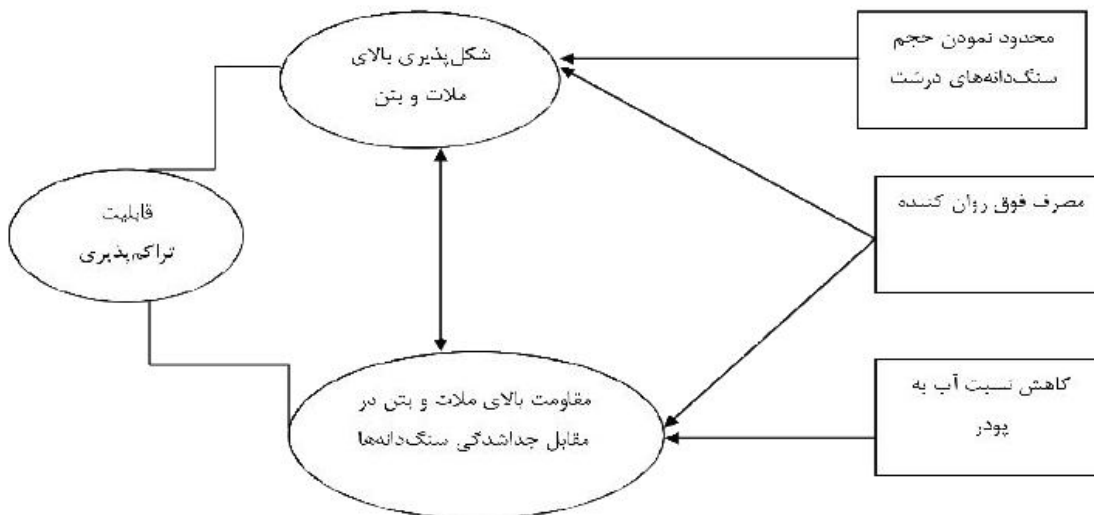 محدود نمودن حجم
سنگ‌دانه‌های درشت
شکل‌پذیری بالای
ملات و بتن
مصرف فوق روان کننده
قابلیت
تراکم‌پذیری
کاهش نسبت آب به
پودر
مقاومت بالای ملات و بتن در
مقابل جداشدگی سنگ‌دانه‌ها